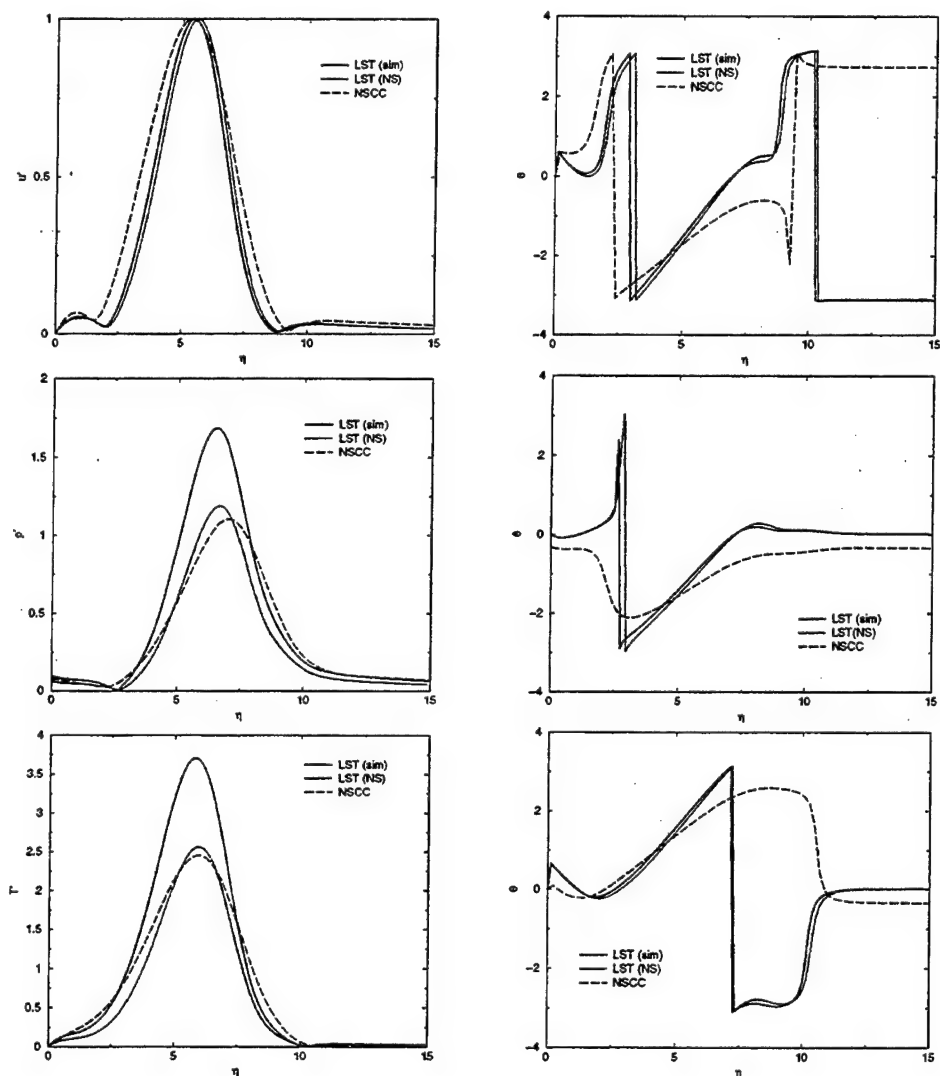 1
0.5
0
u'
LST (sim)
LST (NS)
NSCC
0
5
10
15
η
4
2
0
-2
-4
θ
LST (sim)
LST (NS)
NSCC
0
5
10
15
η
2
1.5
1
0.5
0
ρ'
LST (sim)
LST (NS)
NSCC
0
5
10
15
η
4
2
0
-2
-4
θ
LST (sim)
LST(NS)
NSCC
0
5
10
15
η
4
3.5
3
2.5
2
1.5
1
0.5
0
T'
LST (sim)
LST (NS)
NSCC
0
5
10
15
η
4
2
0
-2
-4
θ
LST (sim)
LST (NS)
NSCC
0
5
10
15
η